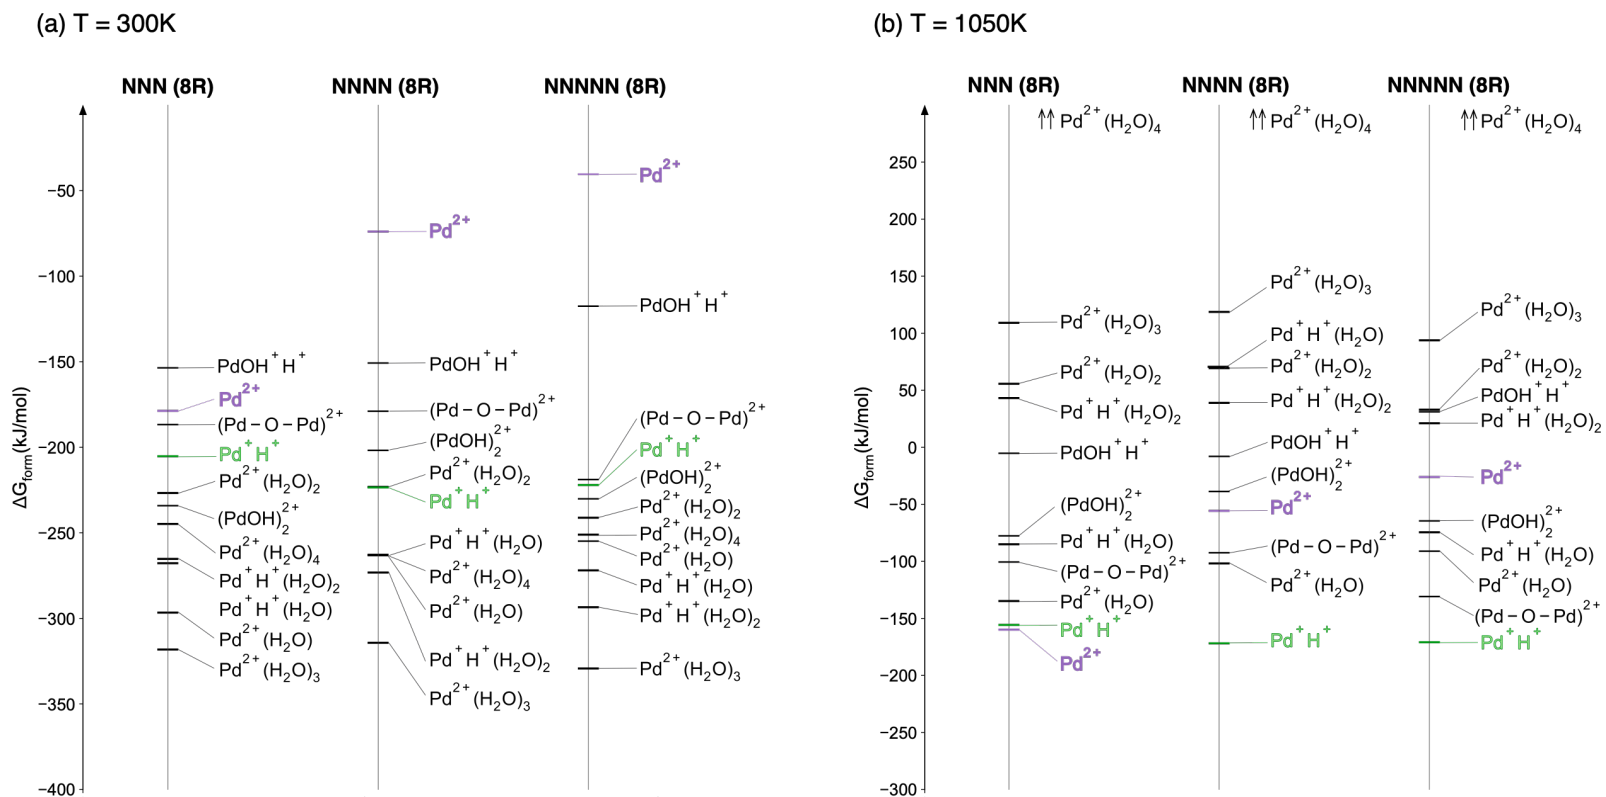 (a) T = 300K
NNN (8R)
NNNN (8R)
NNNNN (8R)
ΔG_form(kJ/mol)
−50
−100
−150
−200
−250
−300
−350
−400
PdOH⁺H⁺
Pd²⁺
(Pd−O−Pd)²⁺
Pd⁺H⁺
Pd²⁺(H₂O)₂
(PdOH)₂²⁺
Pd²⁺(H₂O)₄
Pd⁺H⁺(H₂O)₂
Pd⁺H⁺(H₂O)
Pd²⁺(H₂O)
Pd²⁺(H₂O)₃
Pd²⁺
PdOH⁺H⁺
(Pd−O−Pd)²⁺
(PdOH)₂²⁺
Pd²⁺(H₂O)₂
Pd⁺H⁺
Pd⁺H⁺(H₂O)
Pd²⁺(H₂O)₄
Pd²⁺(H₂O)
Pd⁺H⁺(H₂O)₂
Pd²⁺(H₂O)₃
Pd²⁺
PdOH⁺H⁺
(Pd−O−Pd)²⁺
Pd⁺H⁺
(PdOH)₂²⁺
Pd²⁺(H₂O)₂
Pd²⁺(H₂O)₄
Pd²⁺(H₂O)
Pd⁺H⁺(H₂O)
Pd⁺H⁺(H₂O)₂
Pd²⁺(H₂O)₃
(b) T = 1050K
NNN (8R)
NNNN (8R)
NNNNN (8R)
ΔG_form(kJ/mol)
250
200
150
100
50
0
−50
−100
−150
−200
250
−300
↑↑Pd²⁺(H₂O)₄
Pd²⁺(H₂O)₃
Pd²⁺(H₂O)₂
Pd⁺H⁺(H₂O)₂
PdOH⁺H⁺
(PdOH)₂²⁺
Pd⁺H⁺(H₂O)
(Pd−O−Pd)²⁺
Pd²⁺(H₂O)
Pd⁺H⁺
Pd²⁺
↑↑Pd²⁺(H₂O)₄
Pd²⁺(H₂O)₃
Pd⁺H⁺(H₂O)
Pd²⁺(H₂O)₂
Pd⁺H⁺(H₂O)₂
PdOH⁺H⁺
(PdOH)₂²⁺
Pd²⁺
(Pd−O−Pd)²⁺
Pd²⁺(H₂O)
Pd⁺H⁺
↑↑Pd²⁺(H₂O)₄
Pd²⁺(H₂O)₃
Pd²⁺(H₂O)₂
PdOH⁺H⁺
Pd⁺H⁺(H₂O)₂
Pd²⁺
(PdOH)₂²⁺
Pd⁺H⁺(H₂O)
Pd²⁺(H₂O)
(Pd−O−Pd)²⁺
Pd⁺H⁺